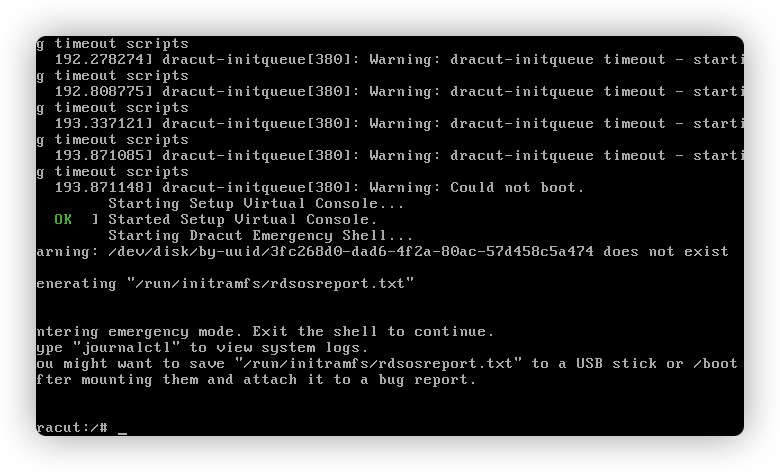 g timeout scripts
192.278274] dracut-initqueue[380]: Warning: dracut-initqueue timeout - starti
g timeout scripts
192.808775] dracut-initqueue[380]: Warning: dracut-initqueue timeout - starti
g timeout scripts
193.337121] dracut-initqueue[380]: Warning: dracut-initqueue timeout - starti
g timeout scripts
193.871085] dracut-initqueue[380]: Warning: dracut-initqueue timeout - starti
g timeout scripts
193.871148] dracut-initqueue[380]: Warning: Could not boot.
Starting Setup Virtual Console...
OK ] Started Setup Virtual Console.
Starting Dracut Emergency Shell...
arning: /dev/disk/by-uuid/3fc268d0-dad6-4f2a-80ac-57d458c5a474 does not exist
enerating "/run/initramfs/rdsosreport.txt"
ntering emergency mode. Exit the shell to continue.
ype "journalctl" to view system logs.
ou might want to save "/run/initramfs/rdsosreport.txt" to a USB stick or /boot
fter mounting them and attach it to a bug report.
racut:/# _